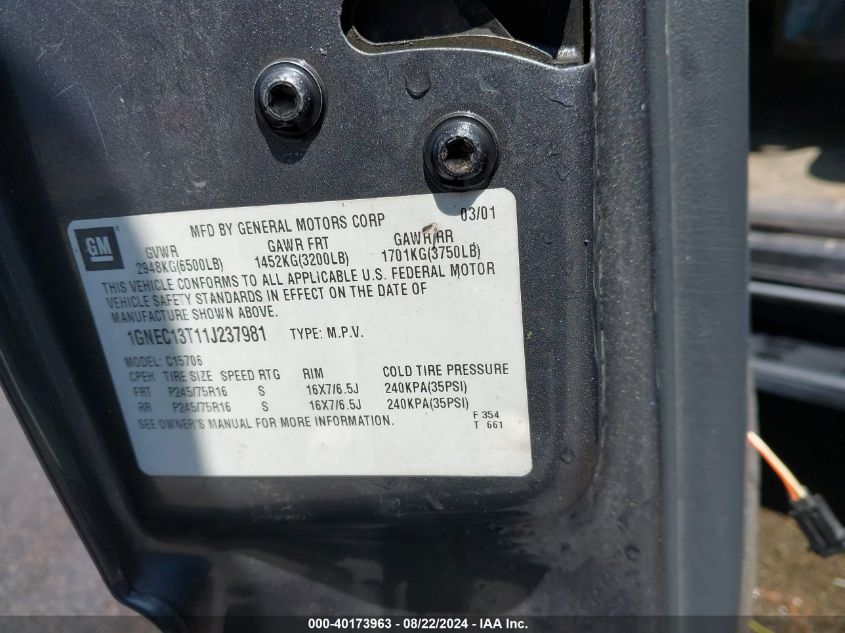 MFD BY GENERAL MOTORS CORP 03/01
GM
GVWR GAWR FRT GAWR RR
2948KG(6500LB) 1452KG(3200LB) 1701KG(3750LB)
THIS VEHICLE CONFORMS TO ALL APPLICABLE U.S. FEDERAL MOTOR
VEHICLE SAFETY STANDARDS IN EFFECT ON THE DATE OF
MANUFACTURE SHOWN ABOVE.
1GNEC13T11J237981 TYPE: M.P.V.
MODEL: C15706
CPEH TIRE SIZE SPEED RTG RIM COLD TIRE PRESSURE
FRT P245/75R16 S 16X7/6.5J 240KPA(35PSI)
RR P245/75R16 S 16X7/6.5J 240KPA(35PSI)
SEE OWNER'S MANUAL FOR MORE INFORMATION. F 354
T 661
000-40173963 - 08/22/2024 - IAA Inc.